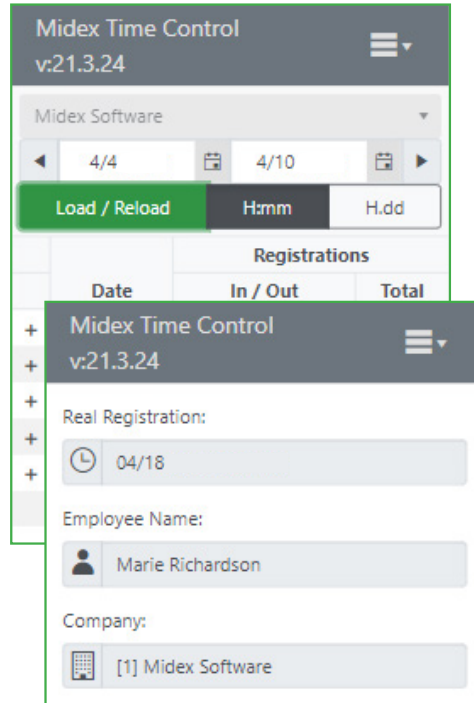 Midex Time Control
v:21.3.24
Midex Software
4/4 4/10
Load / Reload H:mm H.dd
Registrations
Date In / Out Total
+
+
+
+
+
Midex Time Control
v:21.3.24
Real Registration:
04/18
Employee Name:
Marie Richardson
Company:
[1] Midex Software